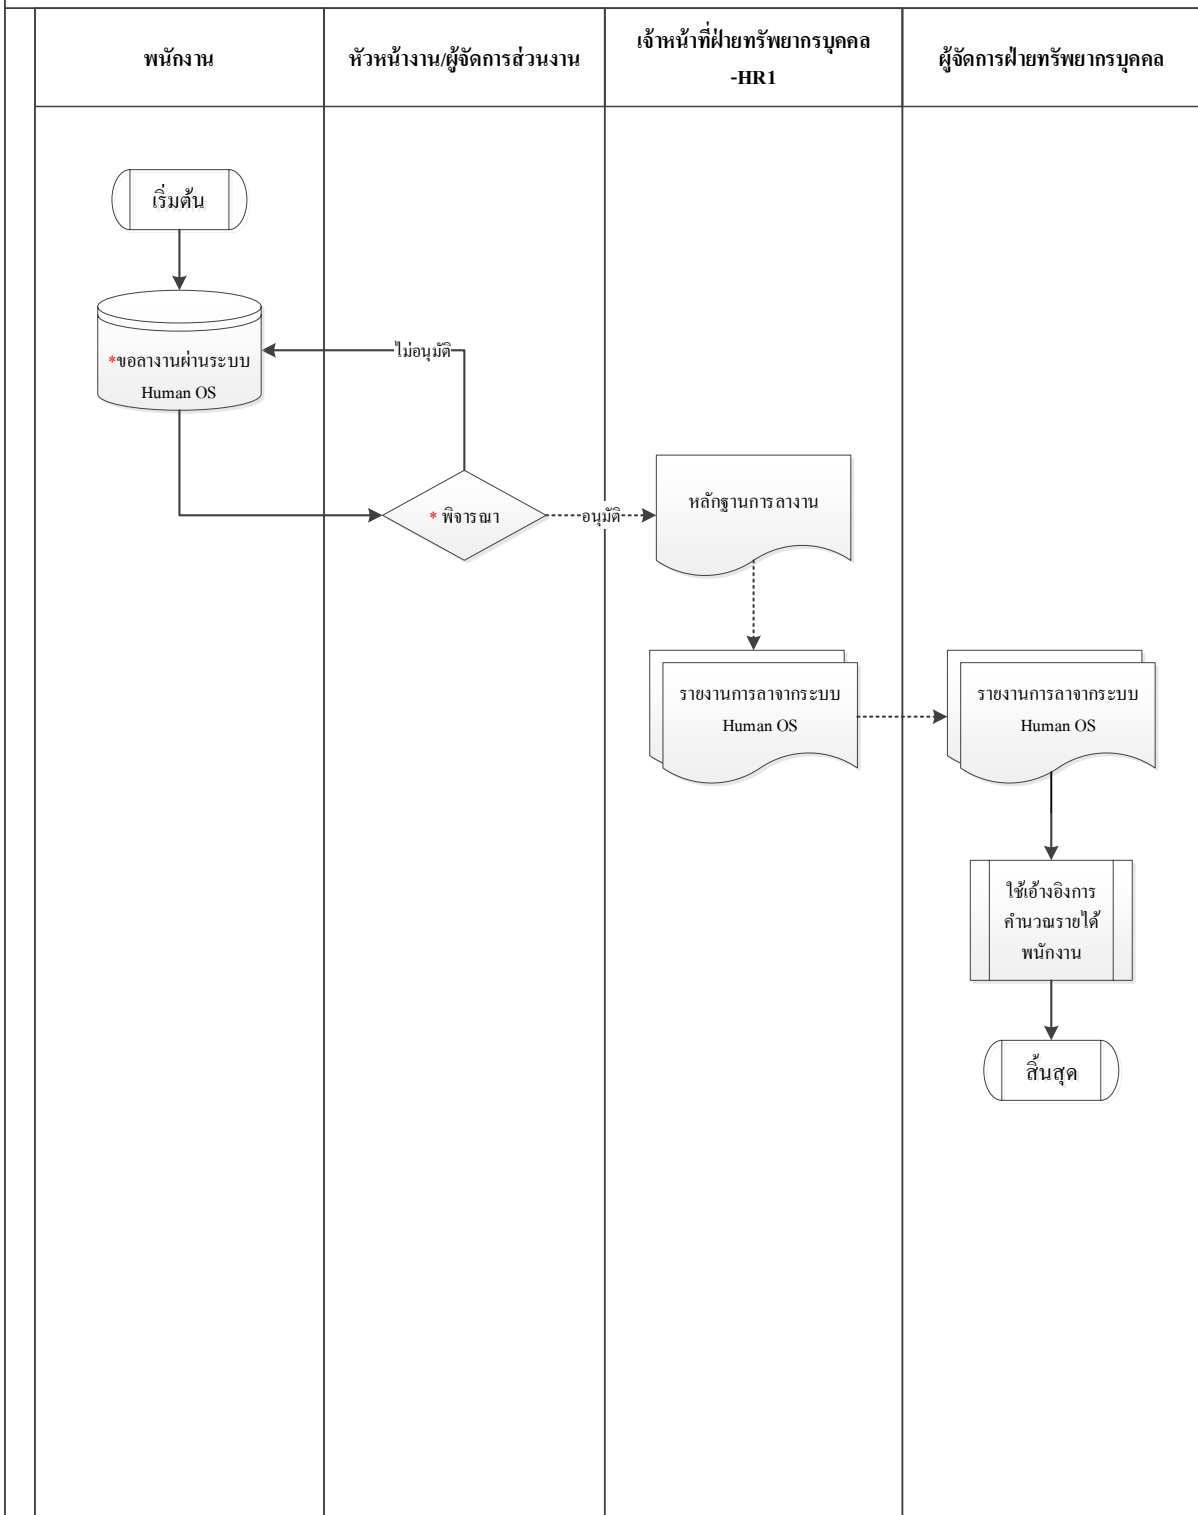 พนักงาน
หัวหน้างาน/ผู้จัดการส่วนงาน
เจ้าหน้าที่ฝ่ายทรัพยากรบุคคล
-HR1
ผู้จัดการฝ่ายทรัพยากรบุคคล
เริ่มต้น
*ขอลางานผ่านระบบ
Human OS
ไม่อนุมัติ
* พิจารณา
อนุมัติ
หลักฐานการลางาน
รายงานการลาจากระบบ
Human OS
รายงานการลาจากระบบ
Human OS
ใช้เอ้างอิงการ
คำนวณรายได้
พนักงาน
สิ้นสุด